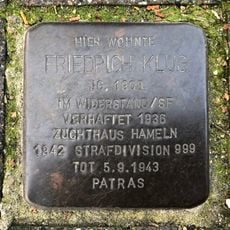 HIER WOHNTE
FRIEDRICH KLUG
JG.
IM WIDERSTAND/SF
VERHAFTET 1936
ZUCHTHAUS HAMELN
1942 STRAFDIVISION 999
TOT 5.9.1943
PATRAS